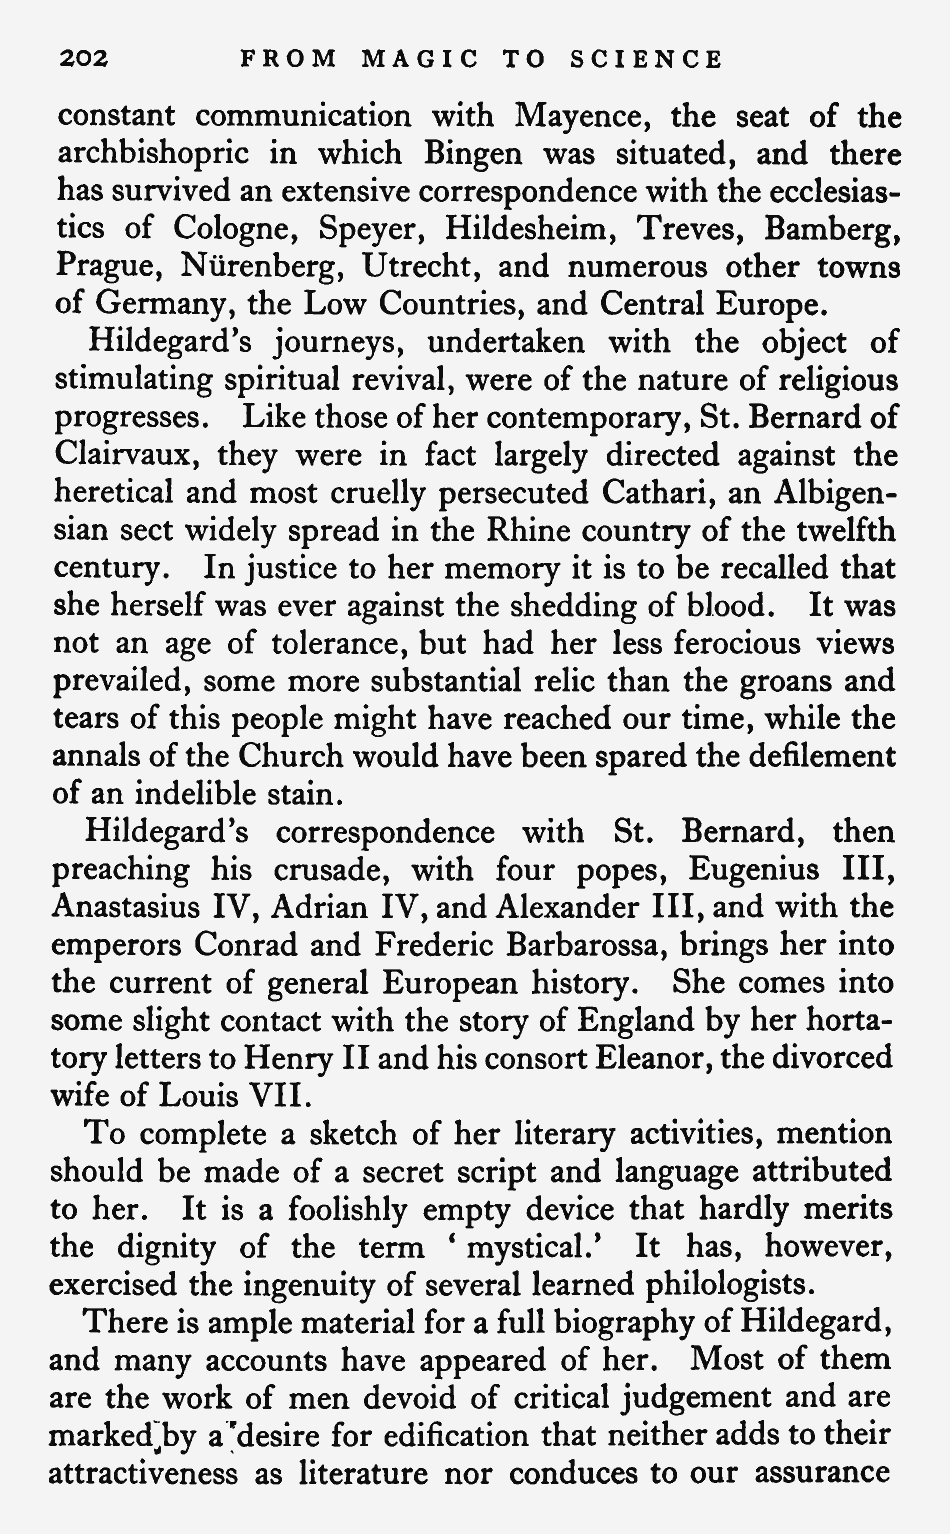 202 FROM MAGIC TO SCIENCE
constant communication with Mayence, the seat of the
archbishopric in which Bingen was situated, and there
has survived an extensive correspondence with the ecclesias-
tics of Cologne, Speyer, Hildesheim, Treves, Bamberg,
Prague, Nürenberg, Utrecht, and numerous other towns
of Germany, the Low Countries, and Central Europe.
Hildegard's journeys, undertaken with the object of
stimulating spiritual revival, were of the nature of religious
progresses. Like those of her contemporary, St. Bernard of
Clairvaux, they were in fact largely directed against the
heretical and most cruelly persecuted Cathari, an Albigen-
sian sect widely spread in the Rhine country of the twelfth
century. In justice to her memory it is to be recalled that
she herself was ever against the shedding of blood. It was
not an age of tolerance, but had her less ferocious views
prevailed, some more substantial relic than the groans and
tears of this people might have reached our time, while the
annals of the Church would have been spared the defilement
of an indelible stain.
Hildegard's correspondence with St. Bernard, then
preaching his crusade, with four popes, Eugenius III,
Anastasius IV, Adrian IV, and Alexander III, and with the
emperors Conrad and Frederic Barbarossa, brings her into
the current of general European history. She comes into
some slight contact with the story of England by her horta-
tory letters to Henry II and his consort Eleanor, the divorced
wife of Louis VII.
To complete a sketch of her literary activities, mention
should be made of a secret script and language attributed
to her. It is a foolishly empty device that hardly merits
the dignity of the term ‘ mystical.’ It has, however,
exercised the ingenuity of several learned philologists.
There is ample material for a full biography of Hildegard,
and many accounts have appeared of her. Most of them
are the work of men devoid of critical judgement and are
marked by a desire for edification that neither adds to their
attractiveness as literature nor conduces to our assurance